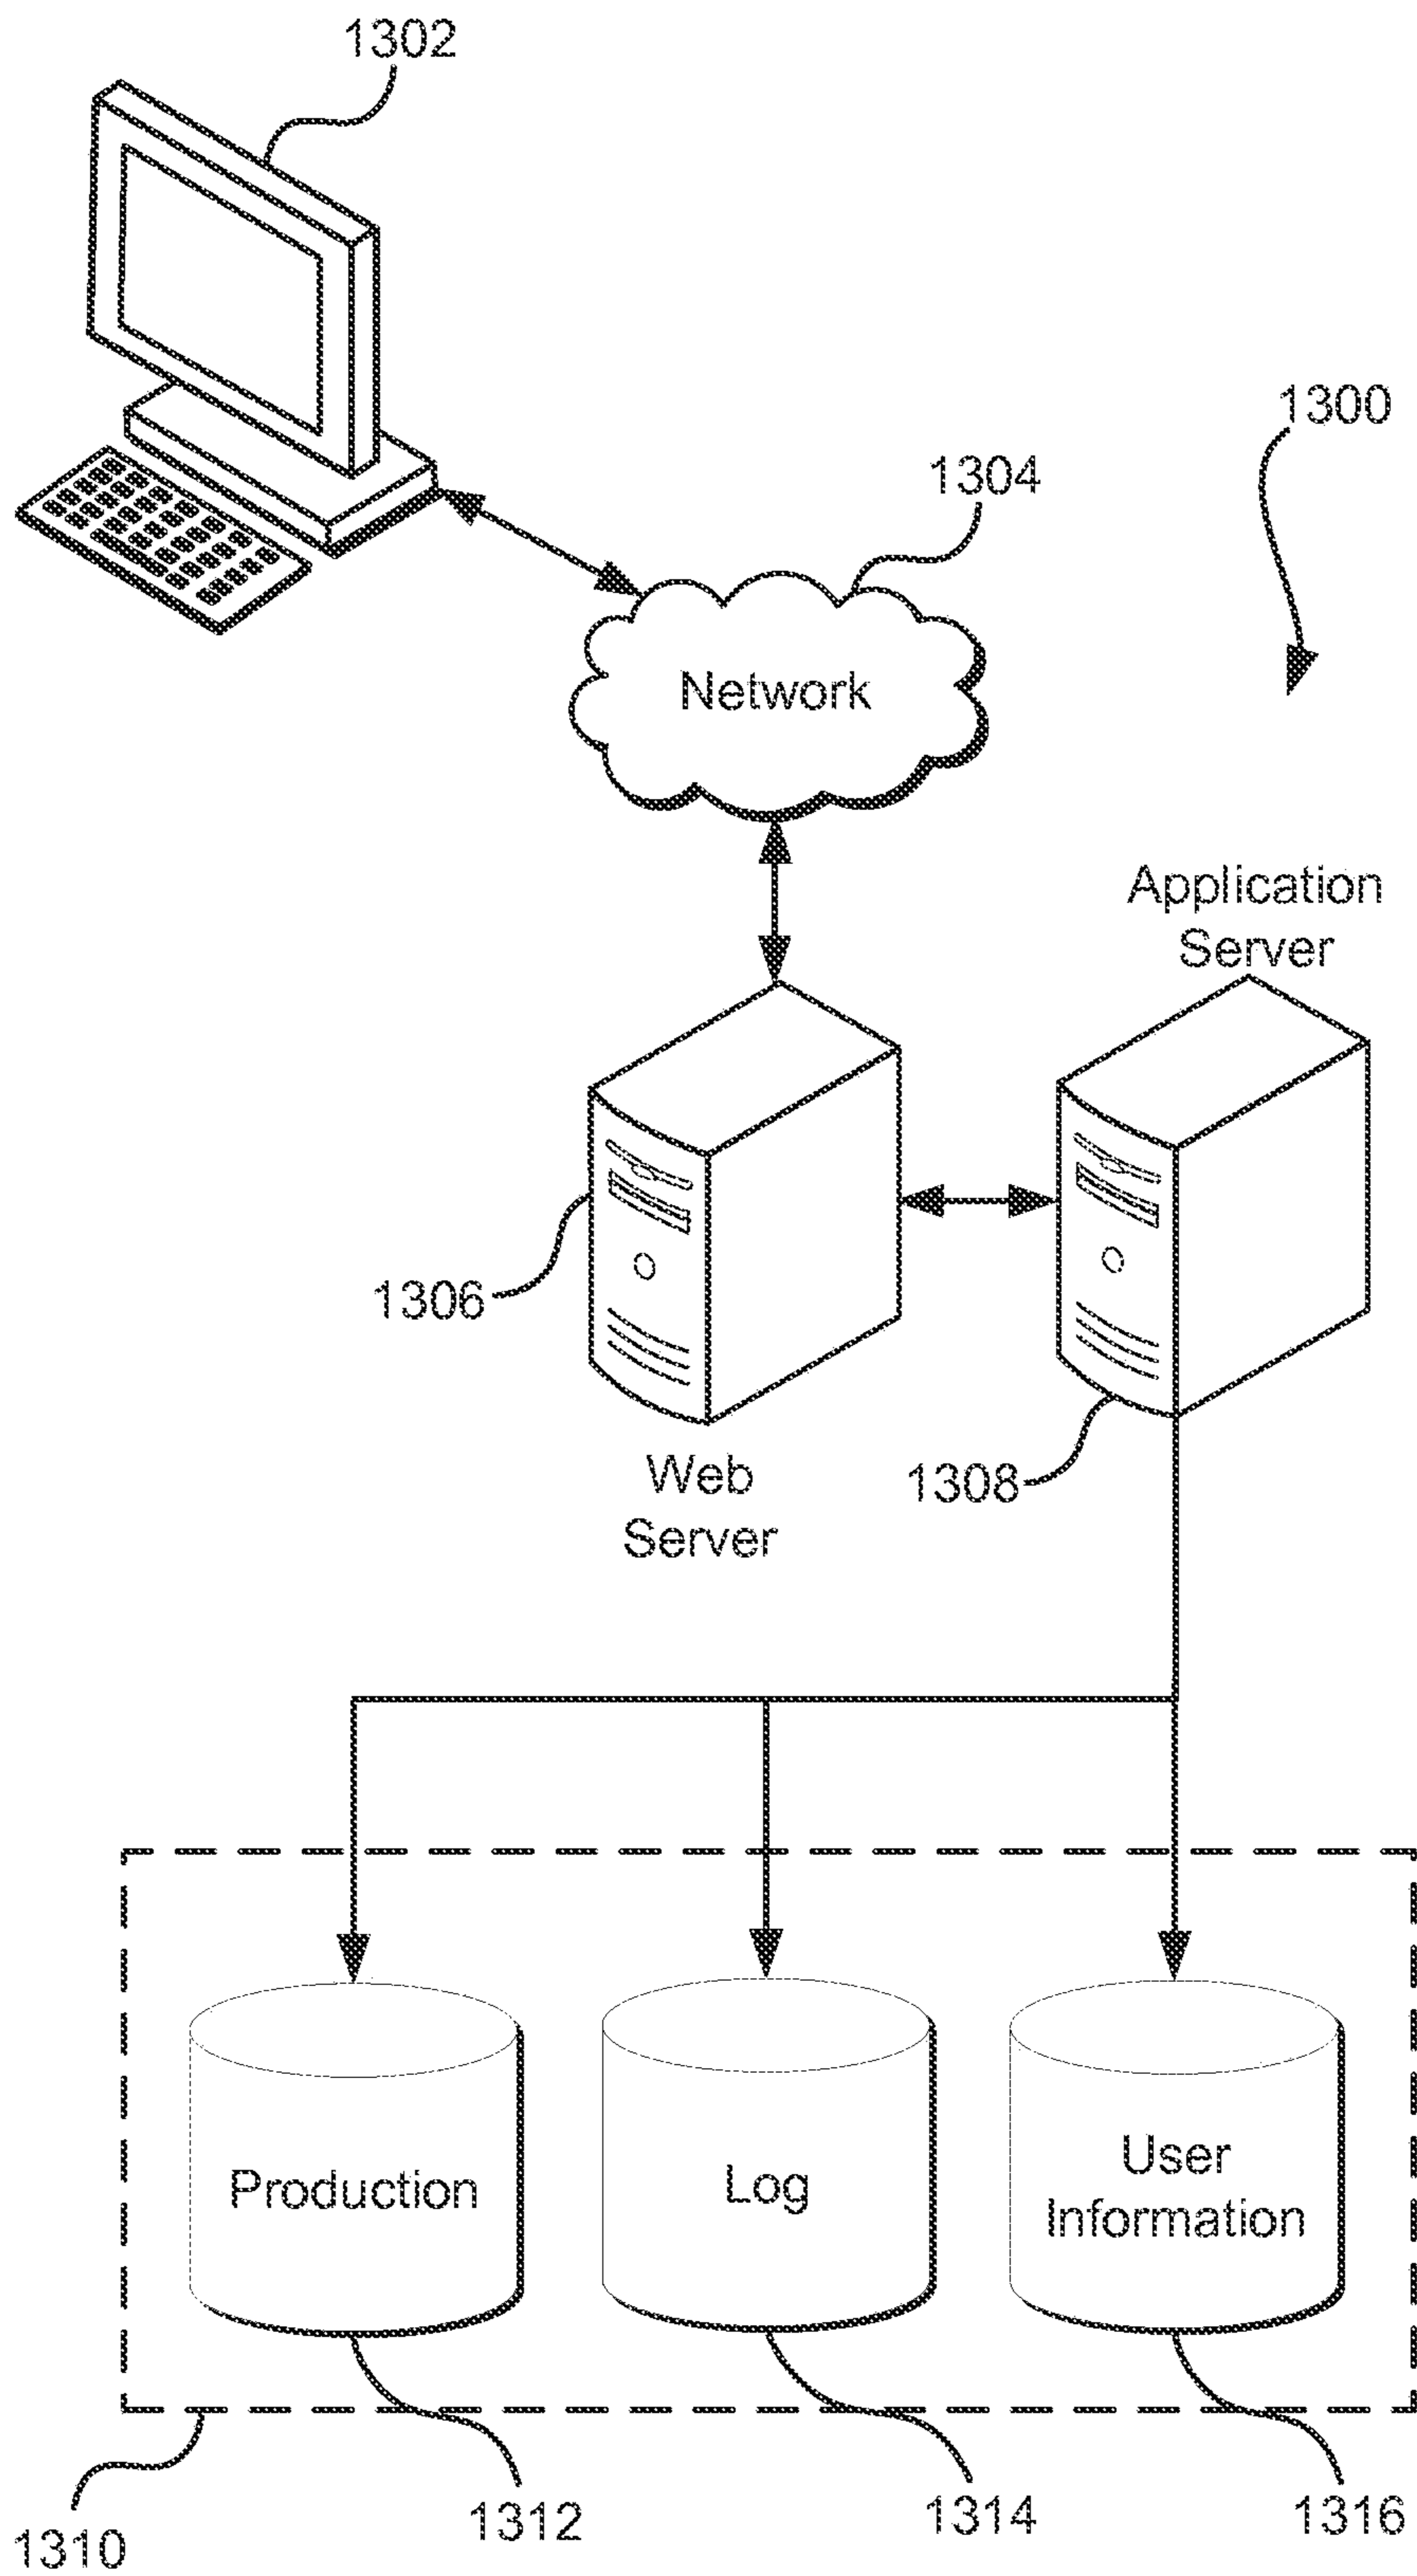 1302
1300
1304
Network
Application
Server
1306
1308
Web
Server
Production
Log
User
Information
1310
1312
1314
1316